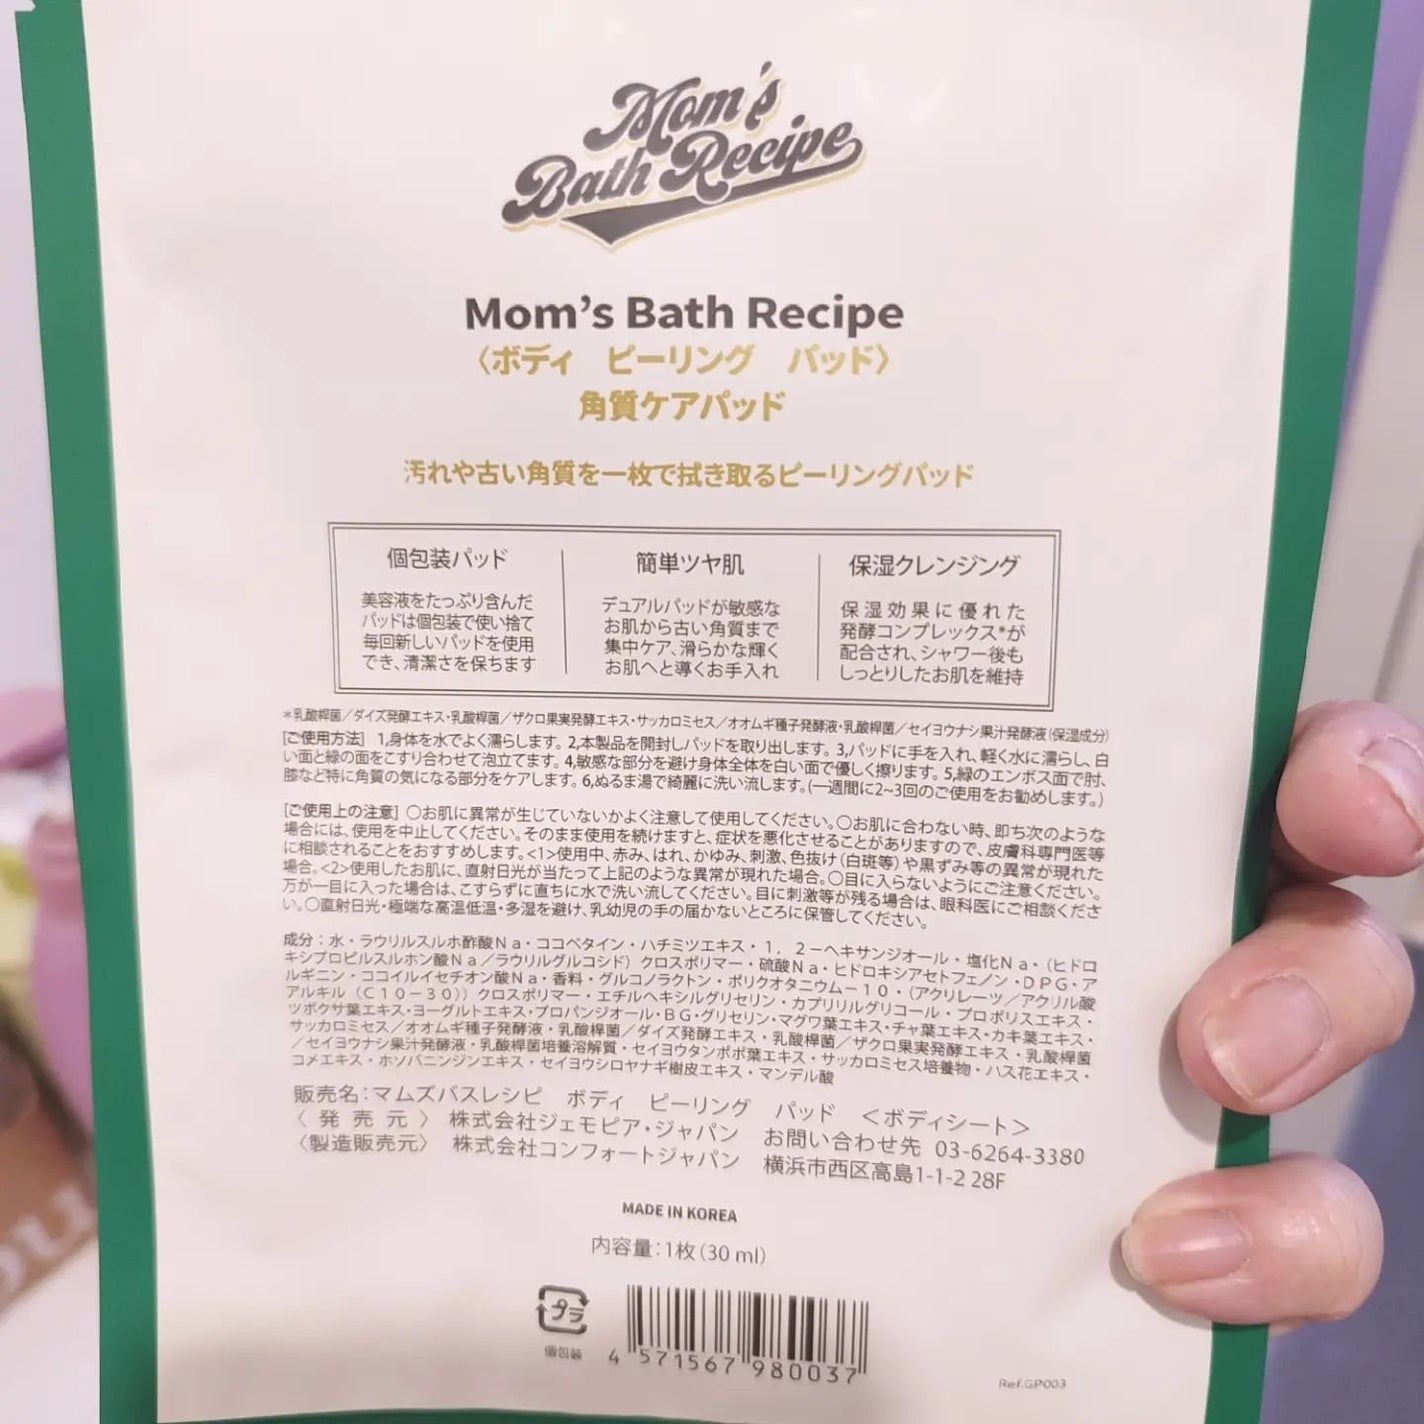 Mom's
Bath Recipe
Mom's Bath Recipe
〈ボディ ピーリング パッド〉
角質ケアパッド
汚れや古い角質を一枚で拭き取るピーリングパッド
個包装パッド
美容液をたっぷり含んだ
パッドは個包装で使い捨て
毎回新しいパッドを使用
でき、清潔さを保ちます
簡単ツヤ肌
デュアルパッドが敏感な
お肌から古い角質まで
集中ケア、滑らかな輝く
お肌へと導くお手入れ
保湿クレンジング
保湿効果に優れた
発酵コンプレックス*が
配合され、シャワー後も
しっとりしたお肌を維持
*乳酸桿菌/ダイズ発酵エキス・乳酸桿菌/ザクロ果実発酵エキス・サッカロミセス/オオムギ種子発酵液・乳酸桿菌/セイヨウナシ果汁発酵液(保湿成分)
[ご使用方法] 1,身体を水でよく濡らします。2,本製品を開封しパッドを取り出します。3,パッドに手を入れ、軽く水に濡らし、白
い面と緑の面をこすり合わせて泡立てます。4,敏感な部分を避け身体全体を白い面で優しく擦ります。5,緑のエンボス面で肘、
膝など特に角質の気になる部分をケアします。6,ぬるま湯で綺麗に洗い流します。(一週間に2~3回のご使用をお勧めします。)
[ご使用上の注意] ○お肌に異常が生じていないかよく注意して使用してください。○お肌に合わない時、即ち次のような
場合には、使用を中止してください。そのまま使用を続けますと、症状を悪化させることがありますので、皮膚科専門医等
に相談されることをおすすめします。<1>使用中、赤み、はれ、かゆみ、刺激、色抜け(白斑等)や黒ずみ等の異常が現れた
場合。<2>使用したお肌に、直射日光が当たって上記のような異常が現れた場合。○目に入らないようにご注意ください。
万が一目に入った場合は、こすらずに直ちに水で洗い流してください。目に刺激等が残る場合は、眼科医にご相談くださ
い。○直射日光・極端な高温低温・多湿を避け、乳幼児の手の届かないところに保管してください。
成分：水・ラウリルスルホ酢酸Na・ココベタイン・ハチミツエキス・1，2－ヘキサンジオール・塩化Na・(ヒドロ
キシプロピルスルホン酸Na/ラウリルグルコシド）クロスポリマー・硫酸Na・ヒドロキシアセトフェノン・DPG・ア
ルギニン・ココイルイセチオン酸Na・香料・グルコノラクトン・ポリクオタニウム－10・(アクリレーツ/アクリル酸
アルキル（C10－30)）クロスポリマー・エチルヘキシルグリセリン・カプリリルグリコール・プロポリスエキス・
ツボクサ葉エキス・ヨーグルトエキス・プロパンジオール・BG・グリセリン・マグワ葉エキス・チャ葉エキス・カキ葉エキス・
サッカロミセス/オオムギ種子発酵液・乳酸桿菌/ダイズ発酵エキス・乳酸桿菌/ザクロ果実発酵エキス・乳酸桿菌
/セイヨウナシ果汁発酵液・乳酸桿菌培養溶解質・セイヨウタンポポ葉エキス・サッカロミセス培養物・ハス花エキス・
コメエキス・ホソバニンジンエキス・セイヨウシロヤナギ樹皮エキス・マンデル酸
販売名：マムズバスレシピ ボディ ピーリング パッド ＜ボディシート＞
〈発売元〉 株式会社ジェモピア・ジャパン お問い合わせ先 03-6264-3380
〈製造販売元〉 株式会社コンフォートジャパン 横浜市西区高島1-1-2 28F
MADE IN KOREA
内容量：1枚(30 ml)
プラ
個包装
4 571567 980037
Ref.GP003